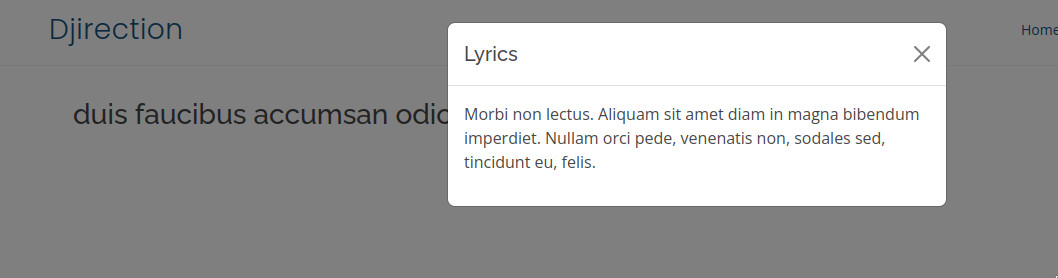 Djirection
Home
Lyrics
duis faucibus accumsan
Morbi non lectus. Aliquam sit amet diam in magna bibendum
imperdiet. Nullam orci pede, venenatis non, sodales sed,
tincidunt eu, felis.